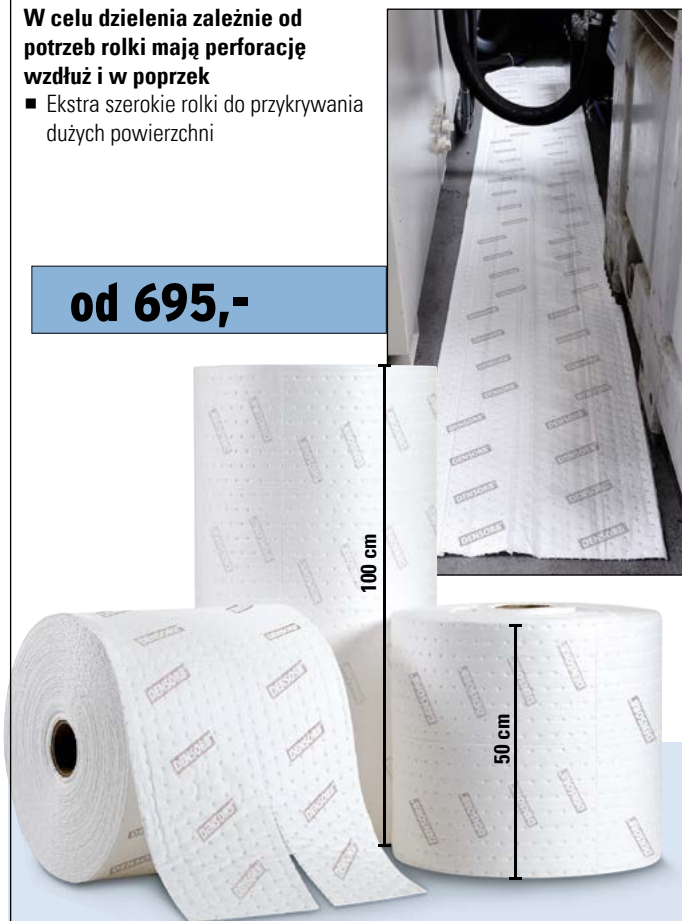 W celu dzielenia zależnie od
potrzeb rolki mają perforację
wzdłuż i w poprzek
■ Ekstra szerokie rolki do przykrywania
dużych powierzchni
od 695,-
100 cm
50 cm
DENSORB